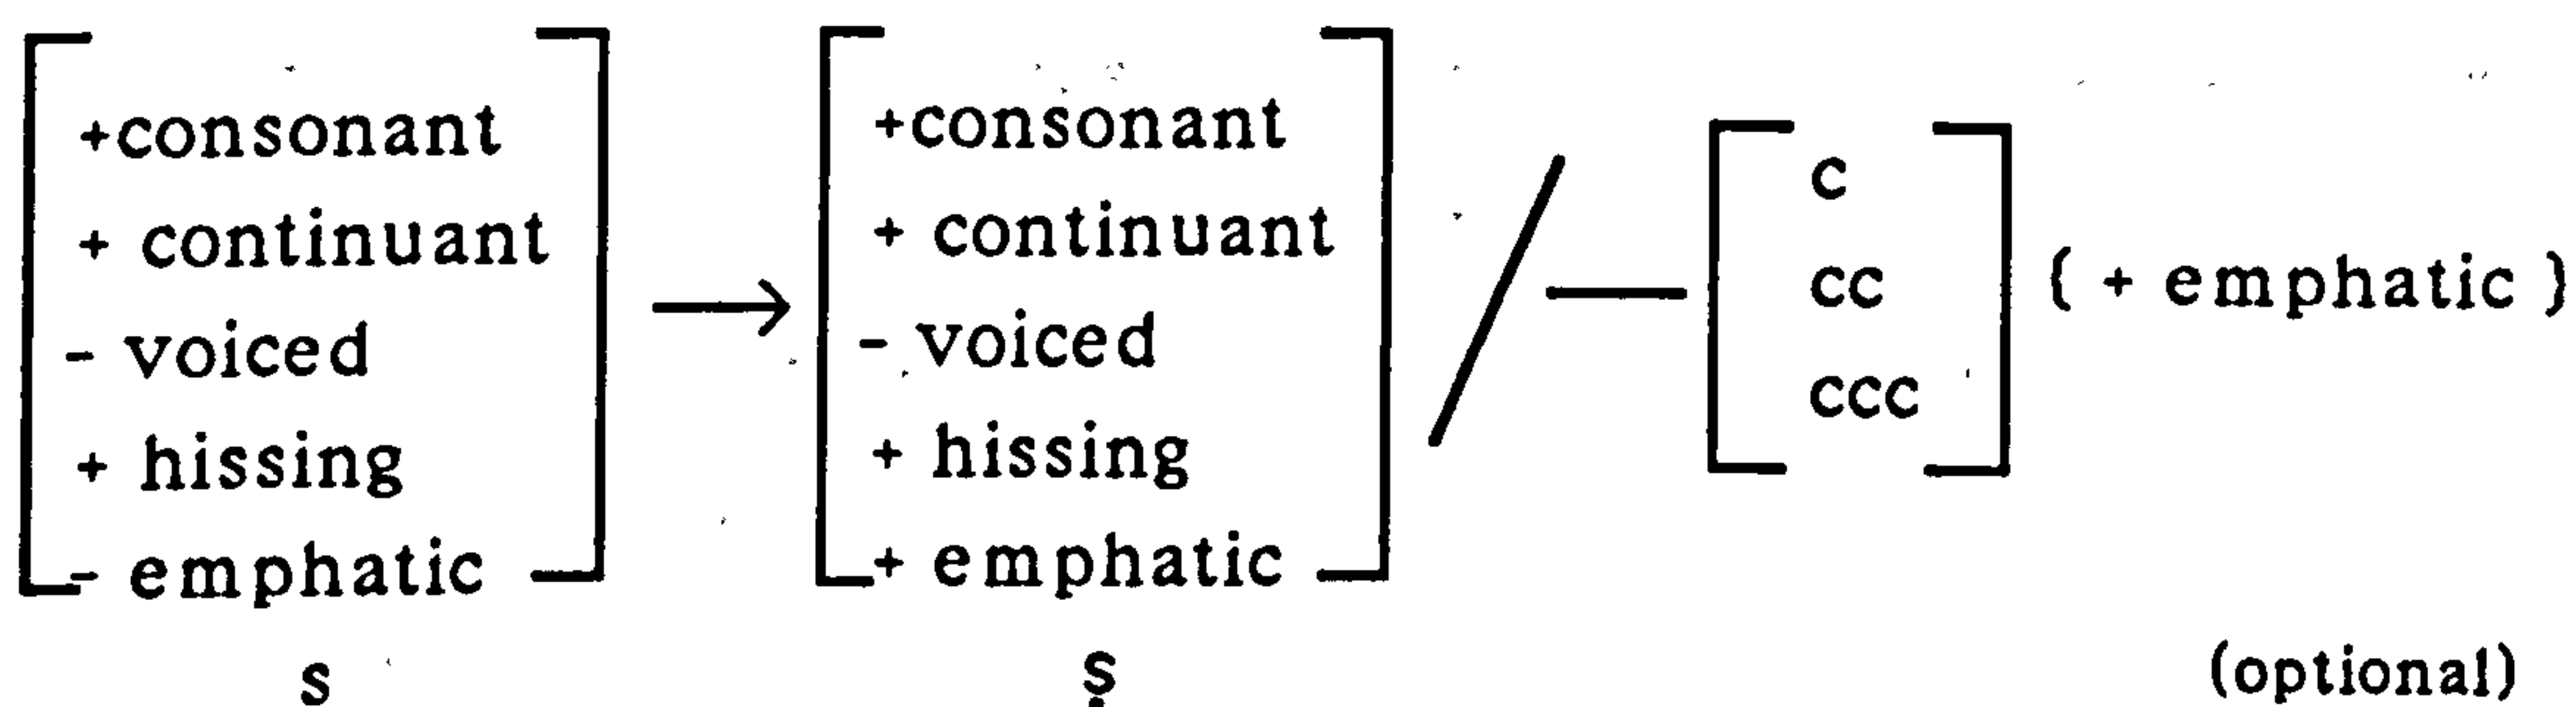 +consonant
+ continuant
- voiced
+ hissing
- emphatic
s
→
+consonant
+ continuant
- voiced
+ hissing
+ emphatic
ṣ
/ —
c
cc
ccc
( + emphatic )
(optional)